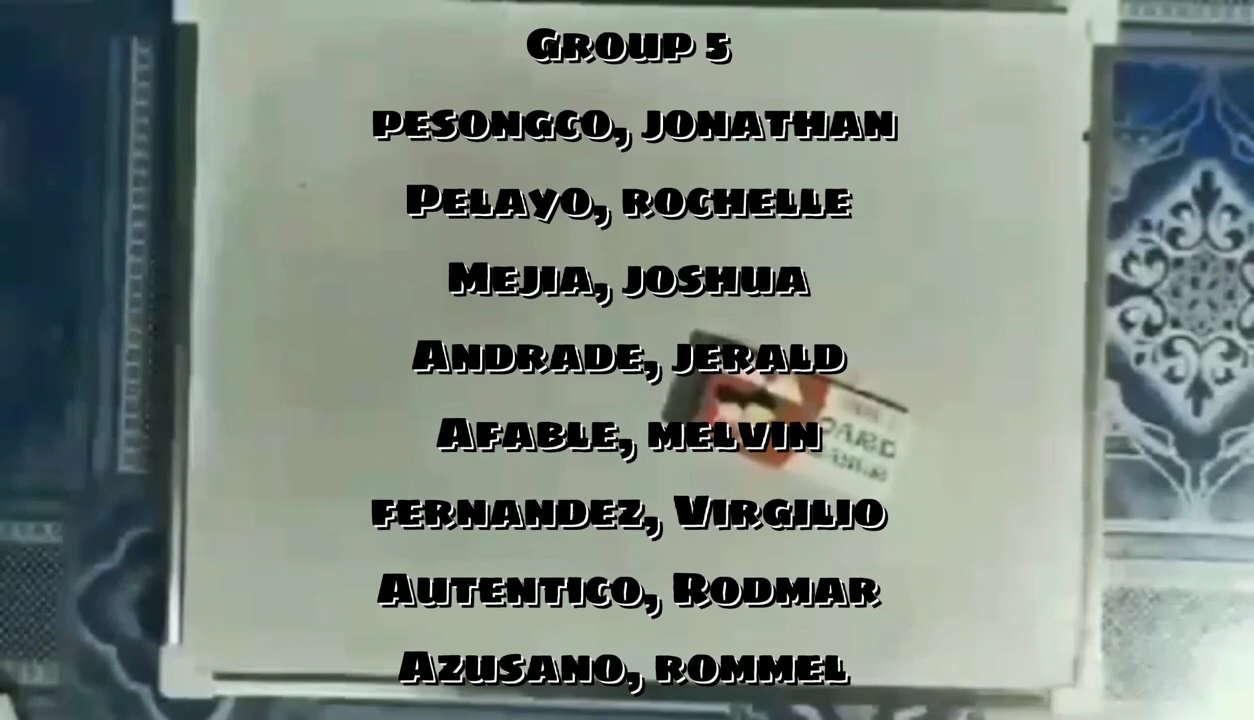 Group 5
PESONGCO, JONATHAN
Pelayo, ROCHELLE
Mejia, JOSHUA
Andrade, JERALD
Afable, MELVIN
FERNANDEZ, Virgilio
Autentico, Rodmar
Azusano, ROMMEL